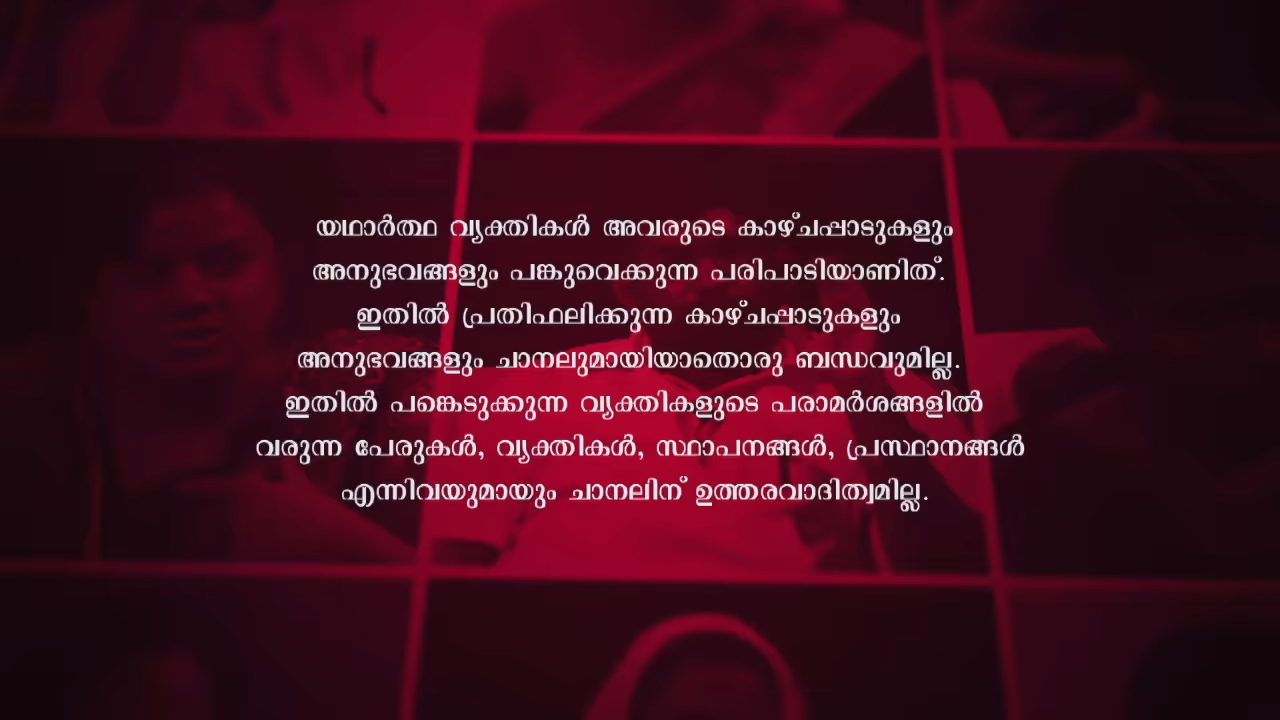 യഥാർത്ഥ വ്യക്തികൾ അവരുടെ കാഴ്ചപ്പാടുകളും
അനുഭവങ്ങളും പങ്കുവെക്കുന്ന പരിപാടിയാണിത്.
ഇതിൽ പ്രതിഫലിക്കുന്ന കാഴ്ചപ്പാടുകളും
അനുഭവങ്ങളും ചാനലുമായിയാതൊരു ബന്ധവുമില്ല.
ഇതിൽ പങ്കെടുക്കുന്ന വ്യക്തികളുടെ പരാമർശങ്ങളിൽ
വരുന്ന പേരുകൾ, വ്യക്തികൾ, സ്ഥാപനങ്ങൾ, പ്രസ്ഥാനങ്ങൾ
എന്നിവയുമായും ചാനലിന് ഉത്തരവാദിത്വമില്ല.